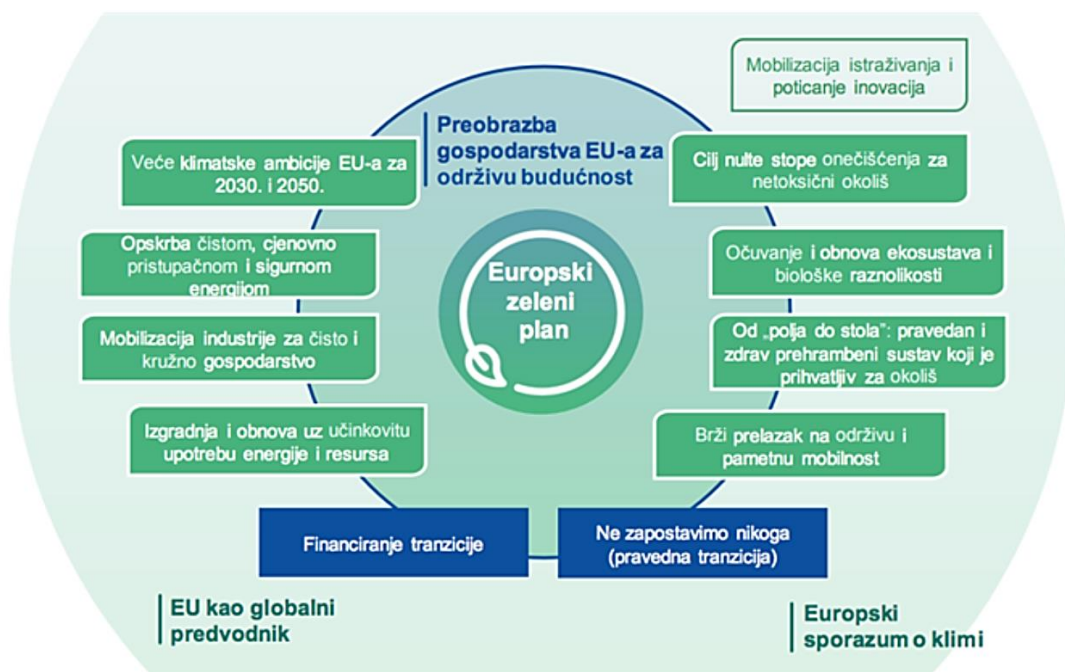 Mobilizacija istraživanja i
poticanje inovacija
Preobrazba
gospodarstva EU-a za
održivu budućnost
Veće klimatske ambicije EU-a za
2030. i 2050.
Cilj nulte stope onečišćenja za
netoksični okoliš
Opskrba čistom, cjenovno
pristupačnom i sigurnom
energijom
Očuvanje i obnova ekosustava i
biološke raznolikosti
Europski
zeleni
plan
Mobilizacija industrije za čisto i
kružno gospodarstvo
Od „polja do stola”: pravedan i
zdrav prehrambeni sustav koji je
prihvatljiv za okoliš
Izgradnja i obnova uz učinkovitu
upotrebu energije i resursa
Brži prelazak na održivu i
pametnu mobilnost
Financiranje tranzicije
Ne zapostavimo nikoga
(pravedna tranzicija)
EU kao globalni
predvodnik
Europski
sporazum o klimi